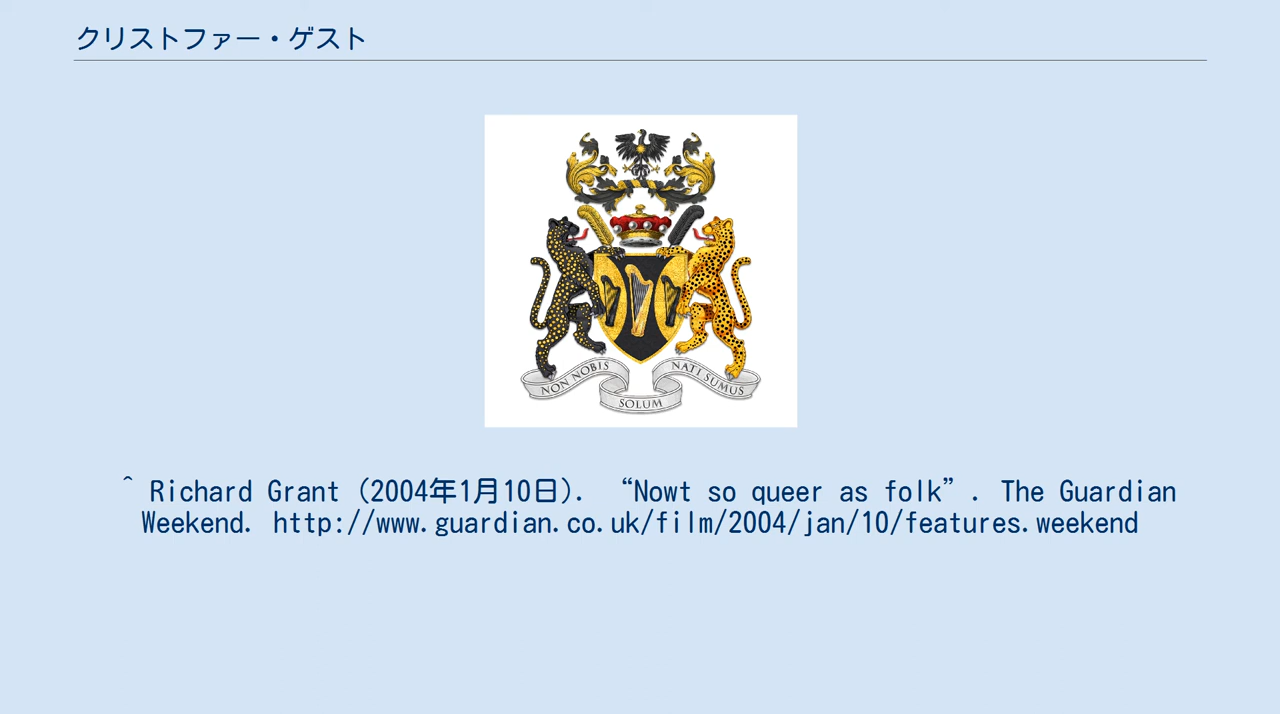 クリストファー・ゲスト
NON NOBIS
SOLUM
NATI SUMUS
^ Richard Grant (2004年1月10日). “Nowt so queer as folk”. The Guardian
Weekend. http://www.guardian.co.uk/film/2004/jan/10/features.weekend